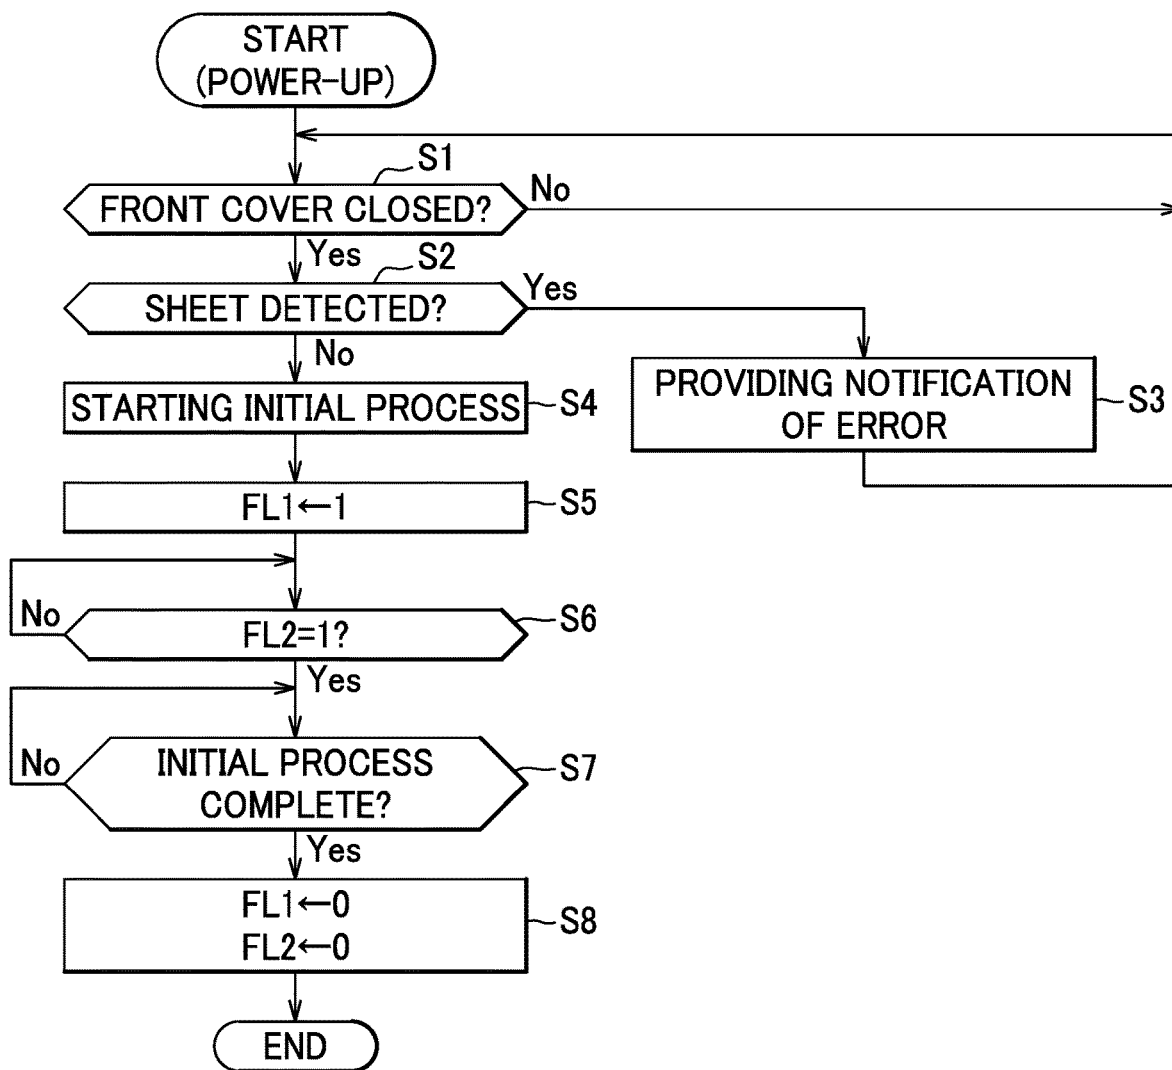 START
(POWER-UP)
S1
FRONT COVER CLOSED?
No
Yes
S2
SHEET DETECTED?
Yes
No
STARTING INITIAL PROCESS
S4
PROVIDING NOTIFICATION
OF ERROR
S3
FL1←1
S5
No
FL2=1?
S6
Yes
No
INITIAL PROCESS
COMPLETE?
S7
Yes
FL1←0
FL2←0
S8
END